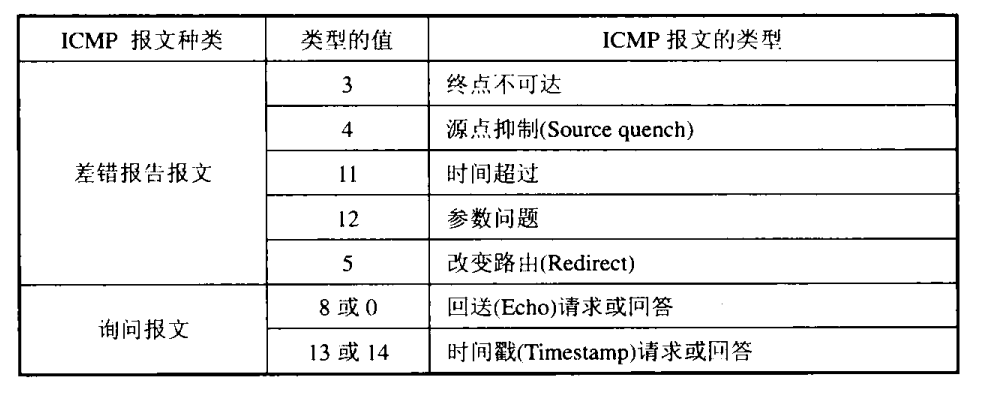 ICMP 报文种类 类型的值 ICMP 报文的类型
3 终点不可达
4 源点抑制(Source quench)
差错报告报文 11 时间超过
12 参数问题
5 改变路由(Redirect)
8 或 0 回送(Echo)请求或回答
询问报文
13 或 14 时间戳(Timestamp)请求或回答